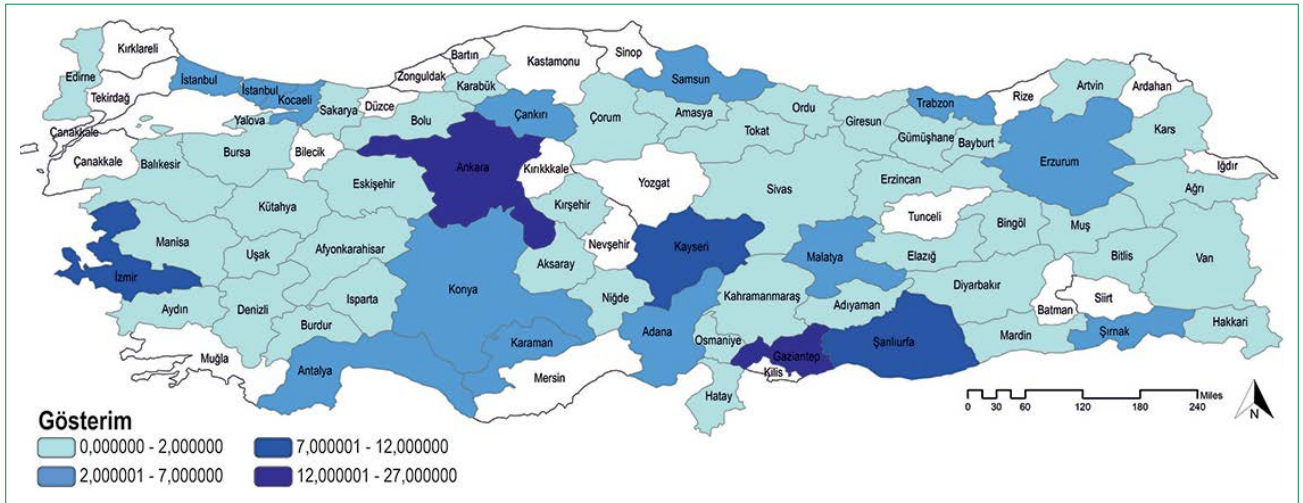 Kırklareli
Edirne
Tekirdağ
İstanbul
İstanbul
Kocaeli
Yalova
Sakarya
Düzce
Zonguldak
Bartın
Karabük
Kastamonu
Sinop
Samsun
Çankırı
Bolu
Çorum
Amasya
Tokat
Ordu
Giresun
Trabzon
Gümüşhane
Bayburt
Rize
Artvin
Ardahan
Kars
Iğdır
Erzurum
Ağrı
Çanakkale
Çanakkale
Balıkesir
Bursa
Bilecik
Eskişehir
Ankara
Kırıkkkale
Yozgat
Sivas
Erzincan
Tunceli
Bingöl
Muş
Bitlis
Van
Kütahya
Manisa
Uşak
Afyonkarahisar
Kırşehir
Nevşehir
Kayseri
Malatya
Elazığ
Diyarbakır
Batman
Siirt
Şırnak
Hakkari
İzmir
Aydın
Denizli
Isparta
Burdur
Konya
Aksaray
Niğde
Kahramanmaraş
Adıyaman
Şanlıurfa
Mardin
Muğla
Antalya
Karaman
Mersin
Adana
Osmaniye
Gaziantep
Kilis
Hatay
Gösterim
0,000000 - 2,000000
2,000001 - 7,000000
7,000001 - 12,000000
12,000001 - 27,000000
Miles
0 30 60 120 180 240
N